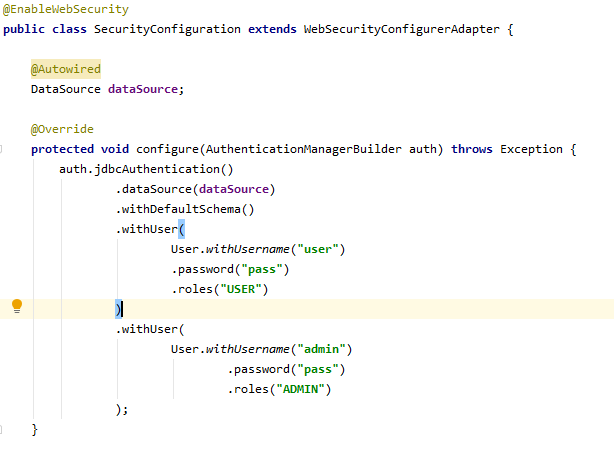 @EnableWebSecurity
public class SecurityConfiguration extends WebSecurityConfigurerAdapter {
@Autowired
DataSource dataSource;
@Override
protected void configure(AuthenticationManagerBuilder auth) throws Exception {
auth.jdbcAuthentication()
.dataSource(dataSource)
.withDefaultSchema()
.withUser(
User.withUsername("user")
.password("pass")
.roles("USER")
)
.withUser(
User.withUsername("admin")
.password("pass")
.roles("ADMIN")
);
}